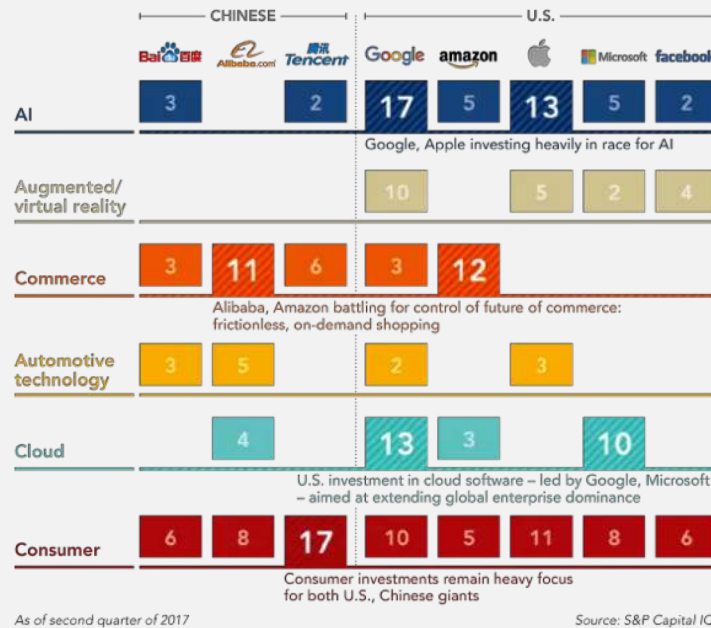 CHINESE U.S.
Bai百度 Alibaba.com 腾讯 Tencent Google amazon Microsoft facebook
AI 3 2 17 5 13 5 2
Google, Apple investing heavily in race for AI
Augmented/
virtual reality 10 5 2 4
Commerce 3 11 6 3 12
Alibaba, Amazon battling for control of future of commerce:
frictionless, on-demand shopping
Automotive
technology 3 5 2 3
Cloud 4 13 3 10
U.S. investment in cloud software – led by Google, Microsoft
– aimed at extending global enterprise dominance
Consumer 6 8 17 10 5 11 8 6
Consumer investments remain heavy focus
for both U.S., Chinese giants
As of second quarter of 2017 Source: S&P Capital IQ